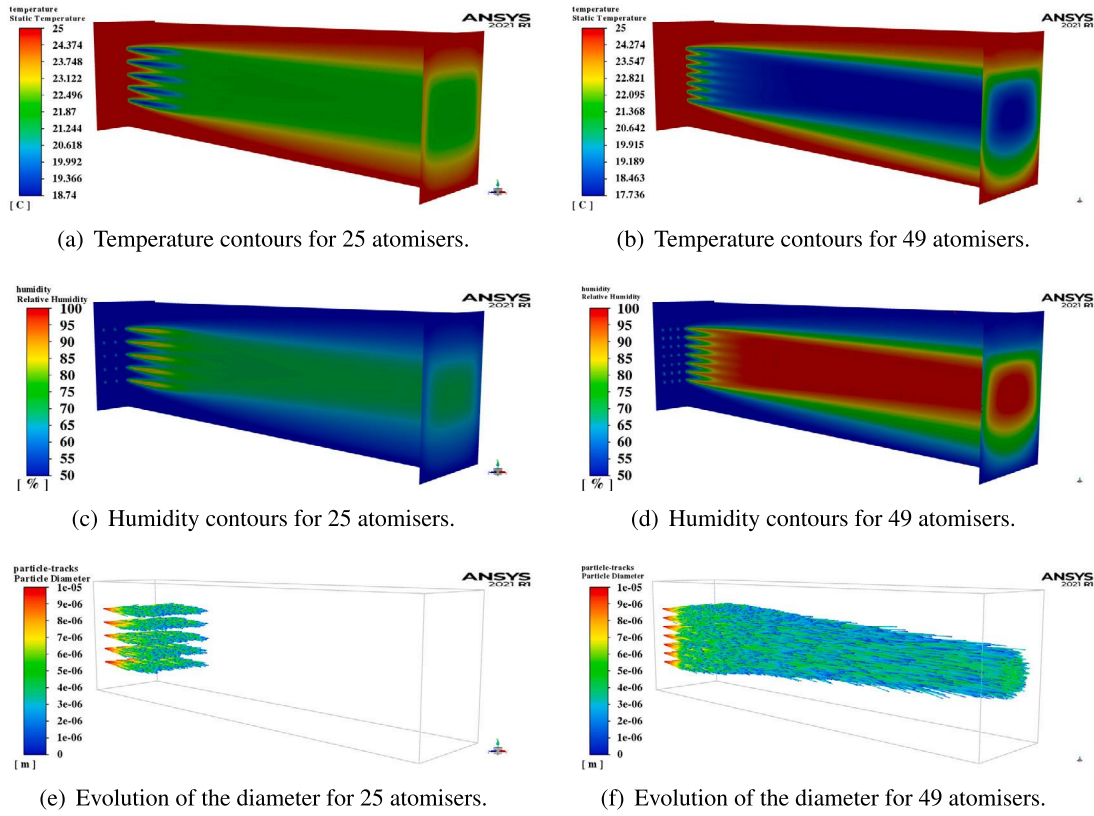 temperature
Static Temperature
25
24.374
23.748
23.122
22.496
21.87
21.244
20.618
19.992
19.366
18.74
[ C ]
ANSYS
2021 R1
(a) Temperature contours for 25 atomisers.
temperature
Static Temperature
25
24.274
23.547
22.821
22.095
21.368
20.642
19.915
19.189
18.463
17.736
[ C ]
ANSYS
2021 R1
(b) Temperature contours for 49 atomisers.
humidity
Relative Humidity
100
95
90
85
80
75
70
65
60
55
50
[ % ]
ANSYS
2021 R1
(c) Humidity contours for 25 atomisers.
humidity
Relative Humidity
100
95
90
85
80
75
70
65
60
55
50
[ % ]
ANSYS
2021 R1
(d) Humidity contours for 49 atomisers.
particle-tracks
Particle Diameter
1e-05
9e-06
8e-06
7e-06
6e-06
5e-06
4e-06
3e-06
2e-06
1e-06
0
[ m ]
ANSYS
2021 R1
(e) Evolution of the diameter for 25 atomisers.
particle-tracks
Particle Diameter
1e-05
9e-06
8e-06
7e-06
6e-06
5e-06
4e-06
3e-06
2e-06
1e-06
0
[ m ]
ANSYS
2021 R1
(f) Evolution of the diameter for 49 atomisers.